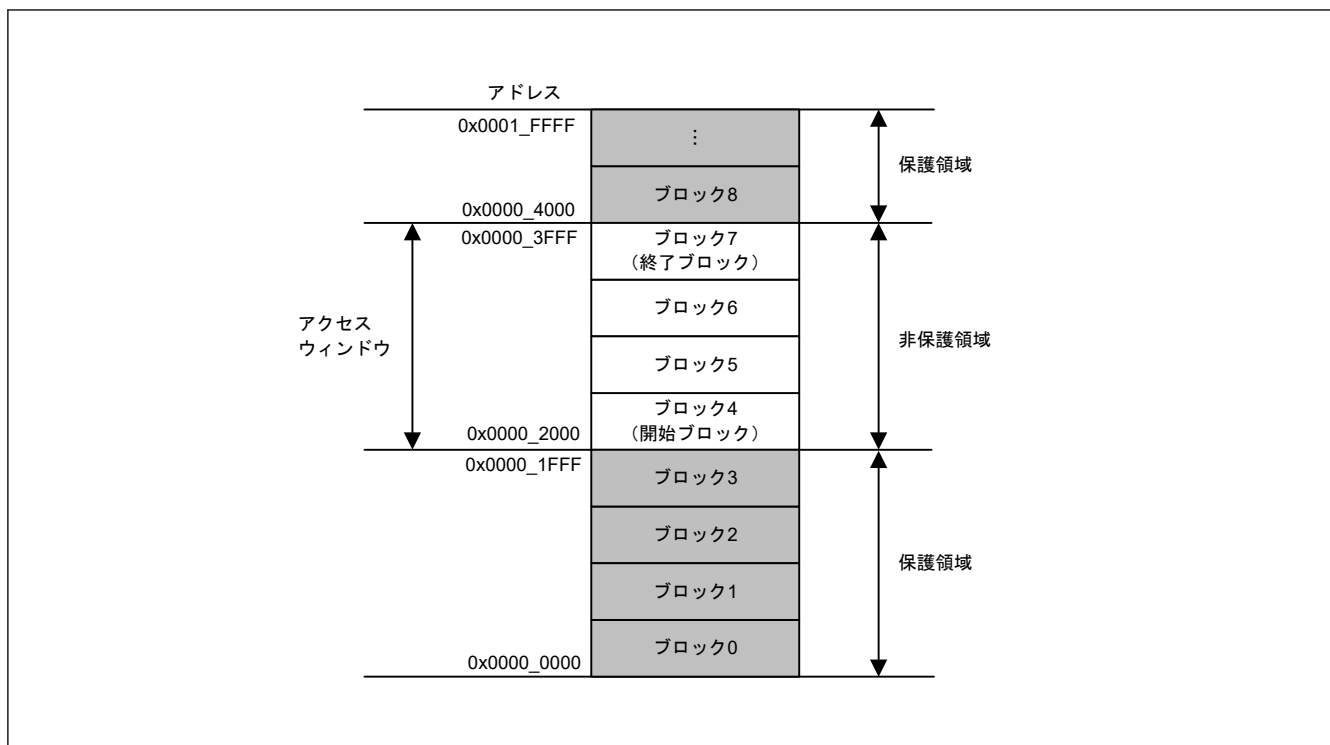 アドレス
0x0001_FFFF
⋮
保護領域
ブロック8
0x0000_4000
0x0000_3FFF
ブロック7
（終了ブロック）
ブロック6
アクセス
ウィンドウ
非保護領域
ブロック5
ブロック4
（開始ブロック）
0x0000_2000
0x0000_1FFF
ブロック3
ブロック2
保護領域
ブロック1
ブロック0
0x0000_0000